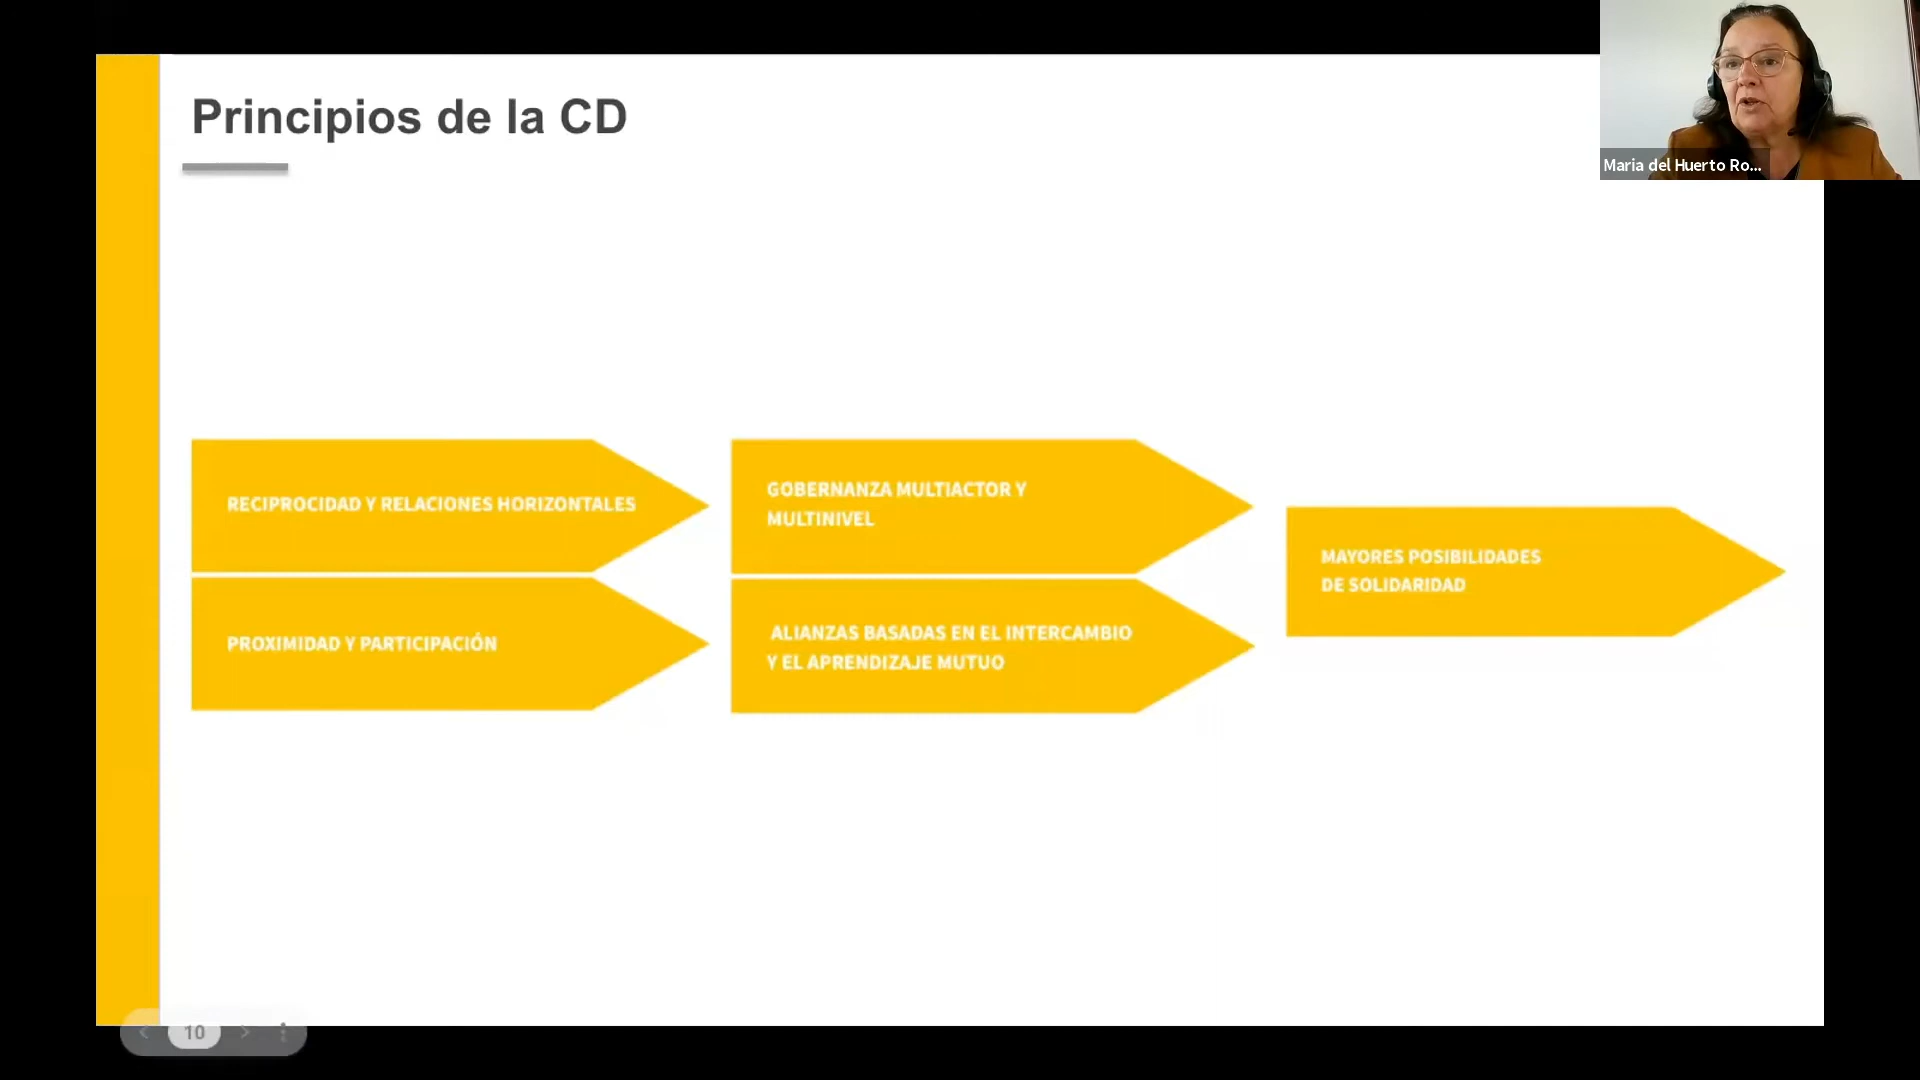 Principios de la CD
Maria del Huerto Ro...
RECIPROCIDAD Y RELACIONES HORIZONTALES
PROXIMIDAD Y PARTICIPACIÓN
GOBERNANZA MULTIACTOR Y
MULTINIVEL
ALIANZAS BASADAS EN EL INTERCAMBIO
Y EL APRENDIZAJE MUTUO
MAYORES POSIBILIDADES
DE SOLIDARIDAD
10